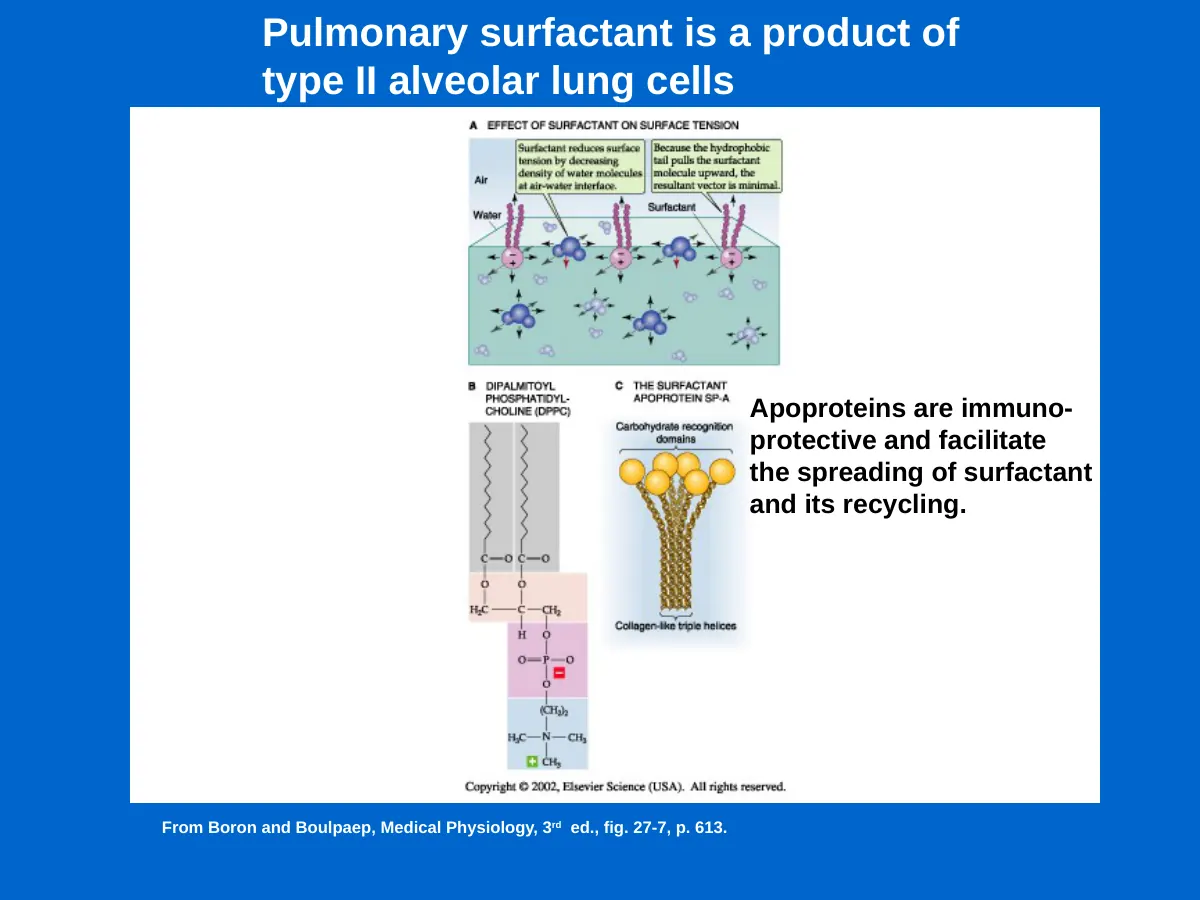 Pulmonary surfactant is a product of
type II alveolar lung cells
A EFFECT OF SURFACTANT ON SURFACE TENSION
Surfactant reduces surface
tension by decreasing
density of water molecules
at air-water interface.
Because the hydrophobic
tail pulls the surfactant
molecule upward, the
resultant vector is minimal.
Air
Water
Surfactant
− + − + − +
B DIPALMITOYL
PHOSPHATIDYL-
CHOLINE (DPPC)
C—O C—O
O O
H₂C—C—CH₂
H O
O=P—O
−
O
(CH₂)₂
H₃C—N—CH₃
+ CH₃
C THE SURFACTANT
APOPROTEIN SP-A
Carbohydrate recognition
domains
Collagen-like triple helices
Apoproteins are immuno-
protective and facilitate
the spreading of surfactant
and its recycling.
Copyright © 2002, Elsevier Science (USA). All rights reserved.
From Boron and Boulpaep, Medical Physiology, 3rd ed., fig. 27-7, p. 613.